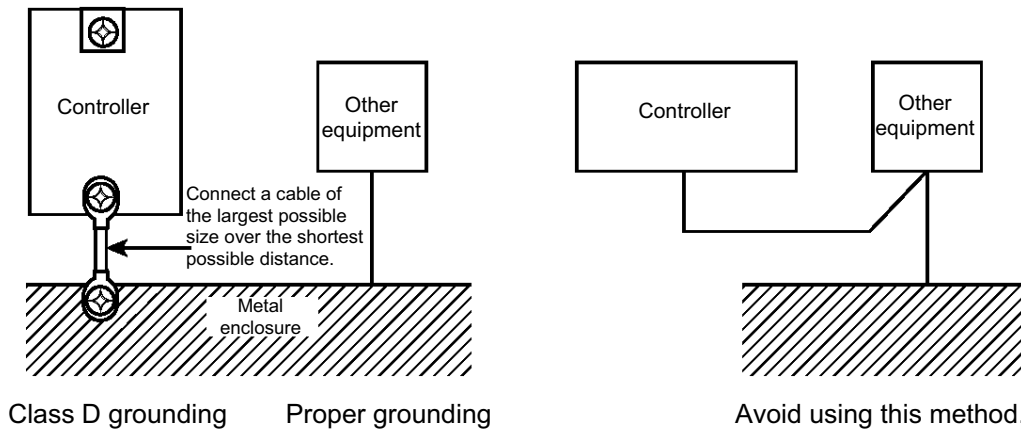 Controller
Other
equipment
Connect a cable of
the largest possible
size over the shortest
possible distance.
Metal
enclosure
Controller
Other
equipment
Class D grounding
Proper grounding
Avoid using this method.